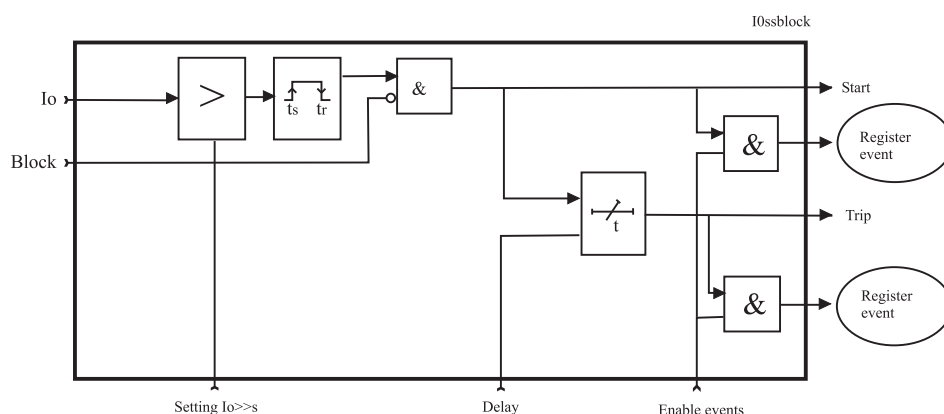 I0ssblock
Io
>
ts tr
&
Start
Block
&
Register
event
t
Trip
&
Register
event
Setting Io>>s
Delay
Enable events